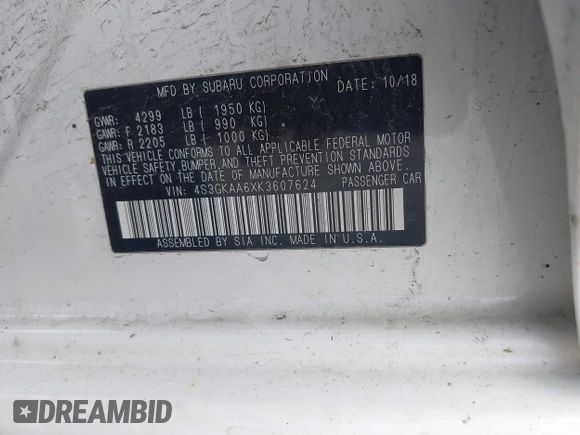 MFD BY SUBARU CORPORATION DATE: 10/18
GVWR: 4299 LB ( 1950 KG)
GAWR: F 2183 LB ( 990 KG)
GAWR: R 2205 LB ( 1000 KG)
THIS VEHICLE CONFORMS TO ALL APPLICABLE FEDERAL MOTOR
VEHICLE SAFETY,BUMPER,AND THEFT PREVENTION STANDARDS
IN EFFECT ON THE DATE OF MANUFACTURE SHOWN ABOVE.
VIN: 4S3GKAA6XK3607624 PASSENGER CAR
ASSEMBLED BY SIA INC. MADE IN U.S.A.
DREAMBID